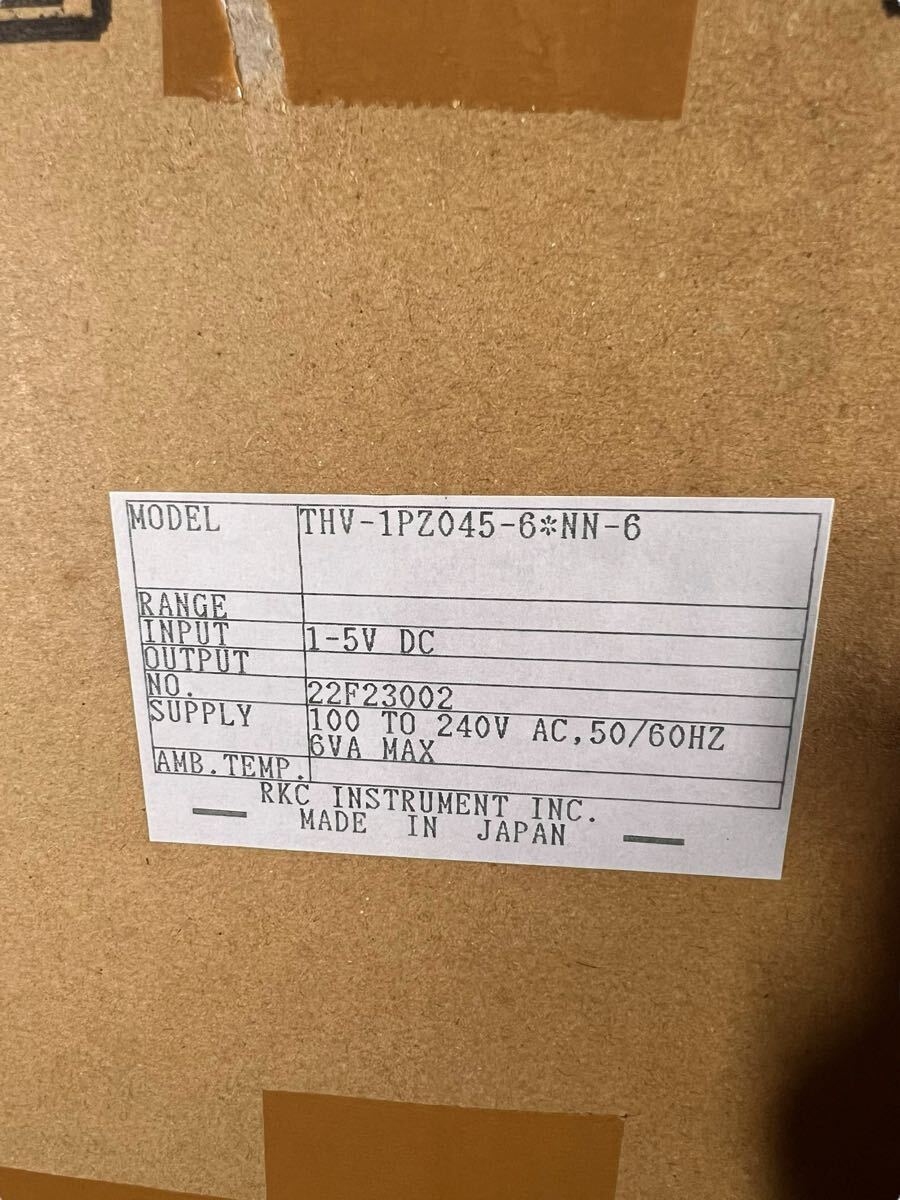 MODEL THV-1PZ045-6*NN-6
RANGE
INPUT 1-5V DC
OUTPUT
NO. 22F23002
SUPPLY 100 TO 240V AC,50/60HZ
6VA MAX
AMB.TEMP.
RKC INSTRUMENT INC.
MADE IN JAPAN